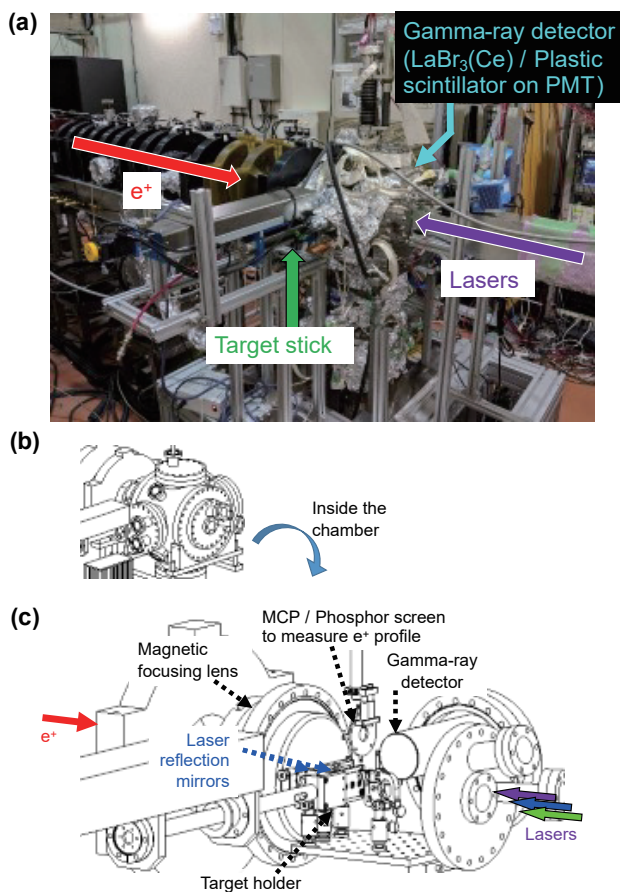 (a)
Gamma-ray detector
(LaBr₃(Ce) / Plastic
scintillator on PMT)
e⁺
Lasers
Target stick
(b)
Inside the
chamber
(c)
MCP / Phosphor screen
to measure e⁺ profile
Magnetic
focusing lens
Gamma-ray
detector
e⁺
Laser
reflection
mirrors
Lasers
Target holder